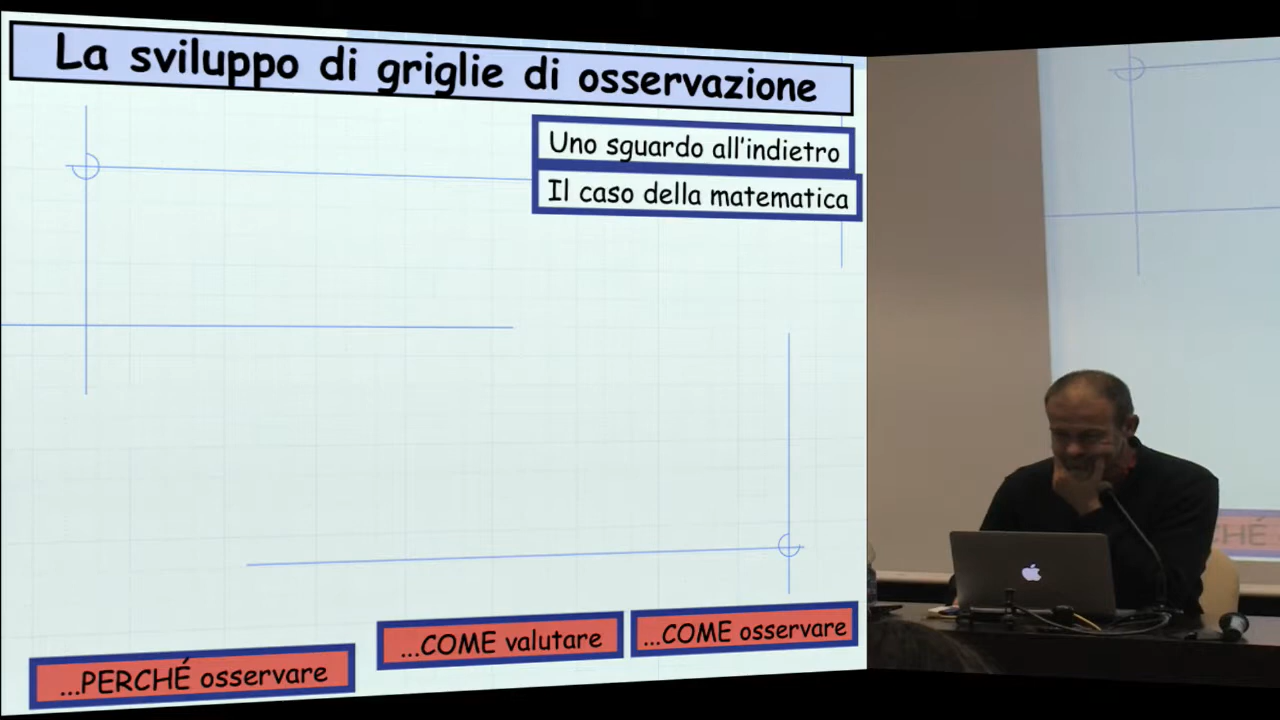 La sviluppo di griglie di osservazione
Uno sguardo all'indietro
Il caso della matematica
...PERCHÉ osservare
...COME valutare
...COME osservare
CHÉ